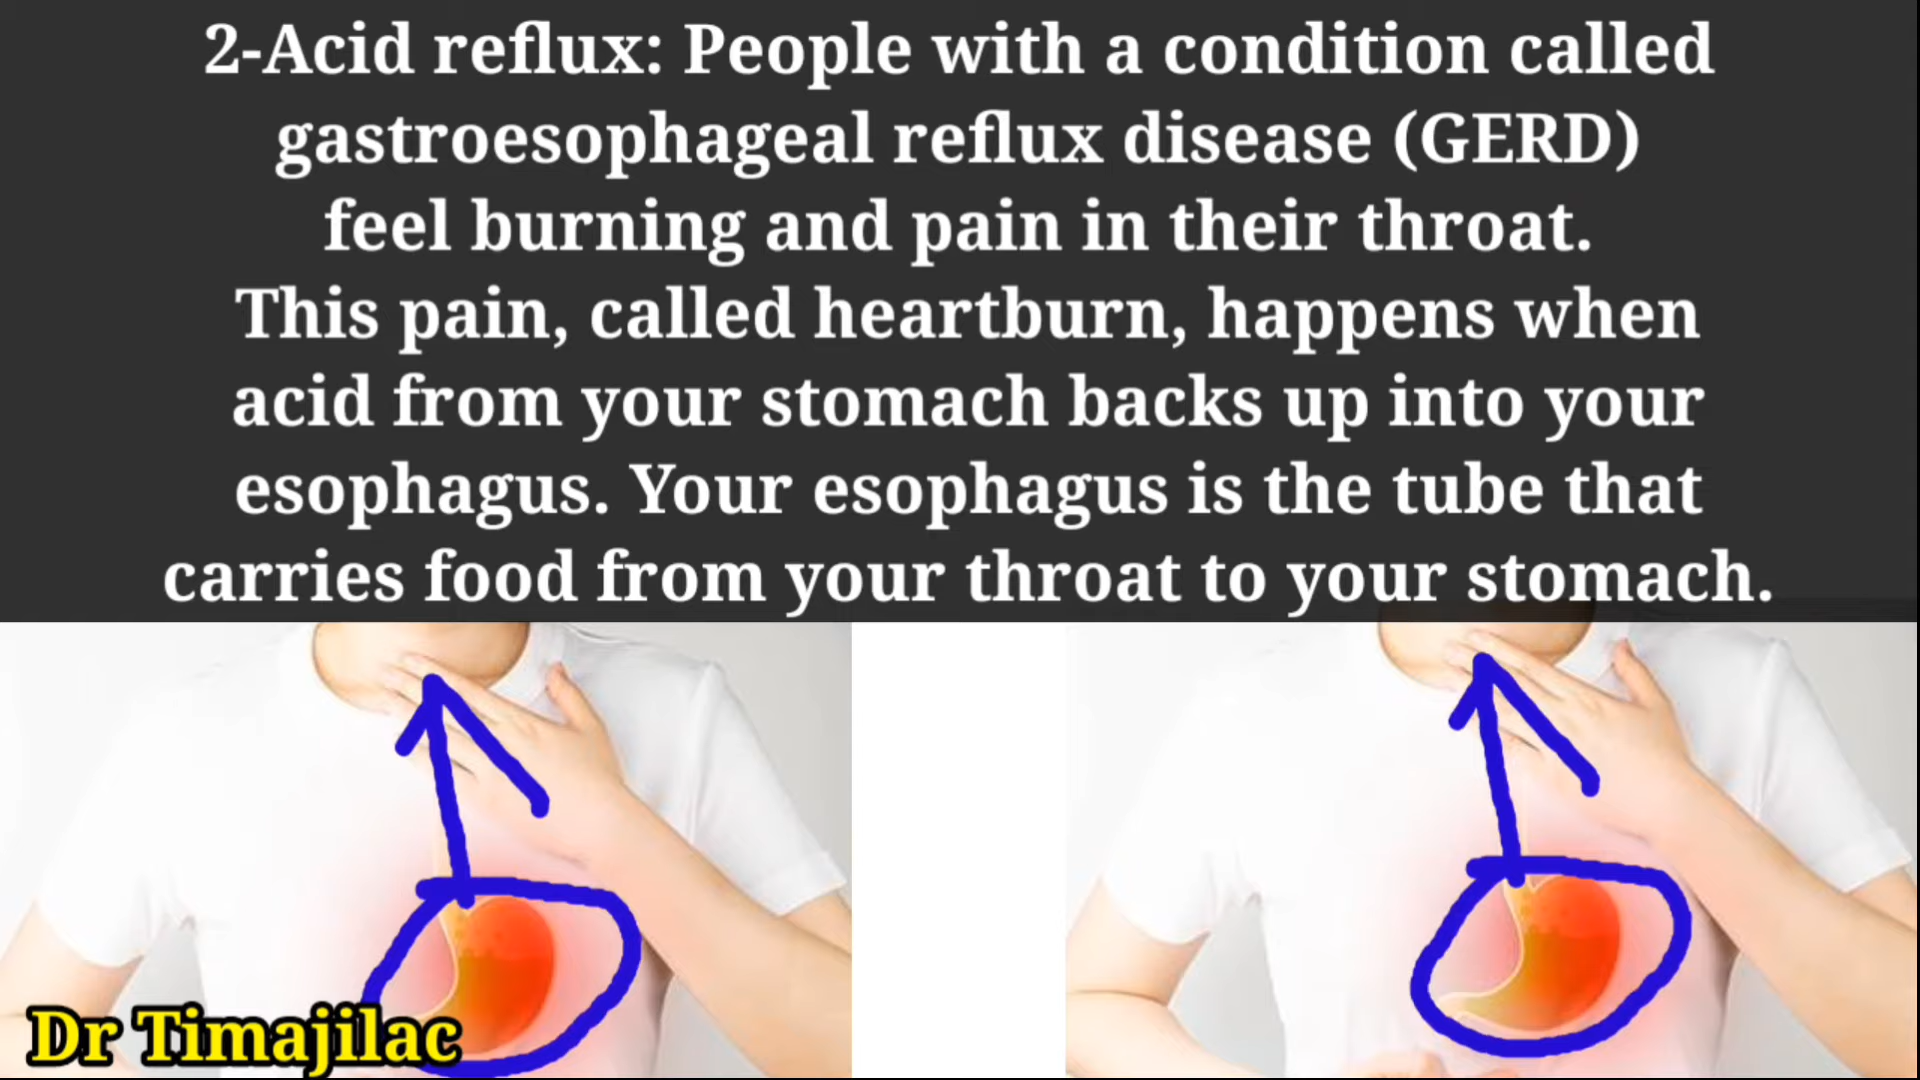 2-Acid reflux: People with a condition called
gastroesophageal reflux disease (GERD)
feel burning and pain in their throat.
This pain, called heartburn, happens when
acid from your stomach backs up into your
esophagus. Your esophagus is the tube that
carries food from your throat to your stomach.
Dr Timajilac